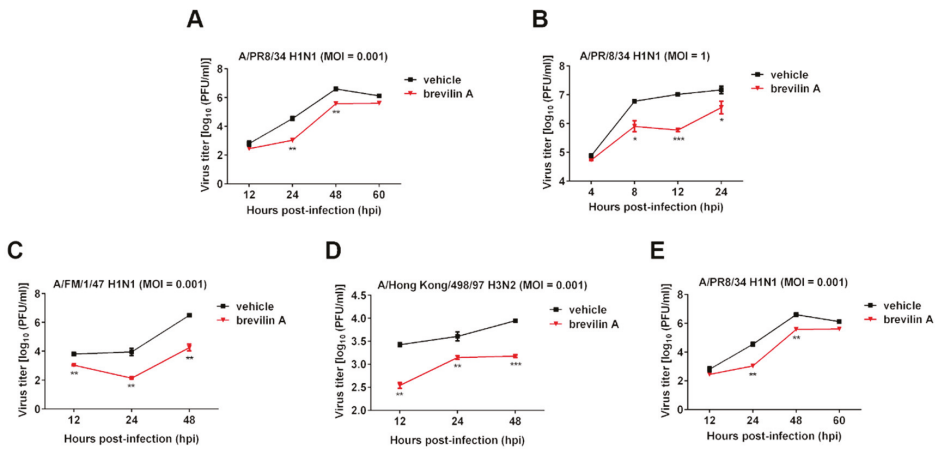 A
A/PR8/34 H1N1 (MOI = 0.001)
Virus titer [log10 (PFU/ml)]
8
6
4
2
0
vehicle
brevilin A
**
**
12 24 48 60
Hours post-infection (hpi)
B
A/PR/8/34 H1N1 (MOI = 1)
Virus titer [log10 (PFU/ml)]
8
7
6
5
4
vehicle
brevilin A
*
***
*
4 8 12 24
Hours post-infection (hpi)
C
A/FM/1/47 H1N1 (MOI = 0.001)
Virus titer [log10 (PFU/ml)]
8
6
4
2
0
vehicle
brevilin A
**
**
**
12 24 48
Hours post-infection (hpi)
D
A/Hong Kong/498/97 H3N2 (MOI = 0.001)
Virus titer [log10 (PFU/ml)]
4.5
4.0
3.5
3.0
2.5
2.0
vehicle
brevilin A
**
**
***
12 24 48
Hours post-infection (hpi)
E
A/PR8/34 H1N1 (MOI = 0.001)
Virus titer [log10 (PFU/ml)]
8
6
4
2
0
vehicle
brevilin A
**
**
12 24 48 60
Hours post-infection (hpi)